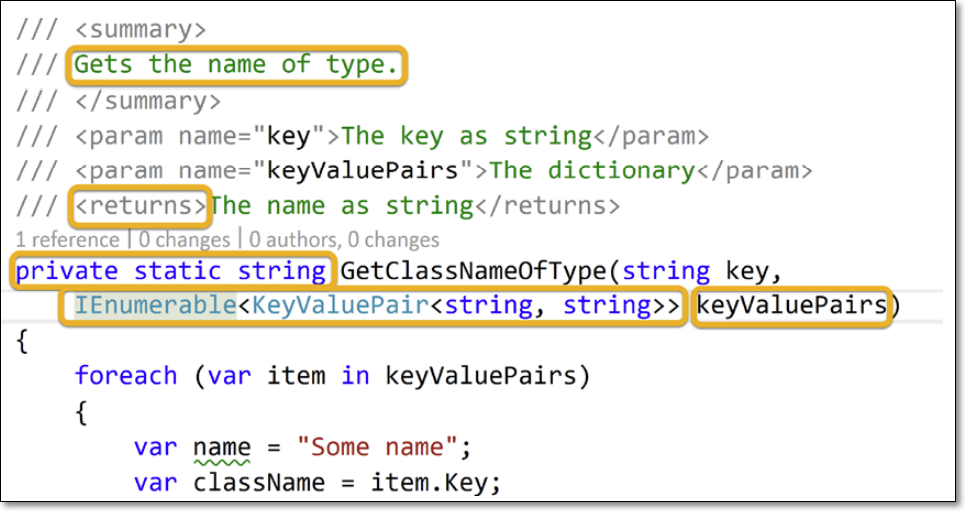 /// <summary>
/// Gets the name of type.
/// </summary>
/// <param name="key">The key as string</param>
/// <param name="keyValuePairs">The dictionary</param>
/// <returns>The name as string</returns>
1 reference | 0 changes | 0 authors, 0 changes
private static string GetClassNameOfType(string key,
IEnumerable<KeyValuePair<string, string>> keyValuePairs)
{
foreach (var item in keyValuePairs)
{
var name = "Some name";
var className = item.Key;